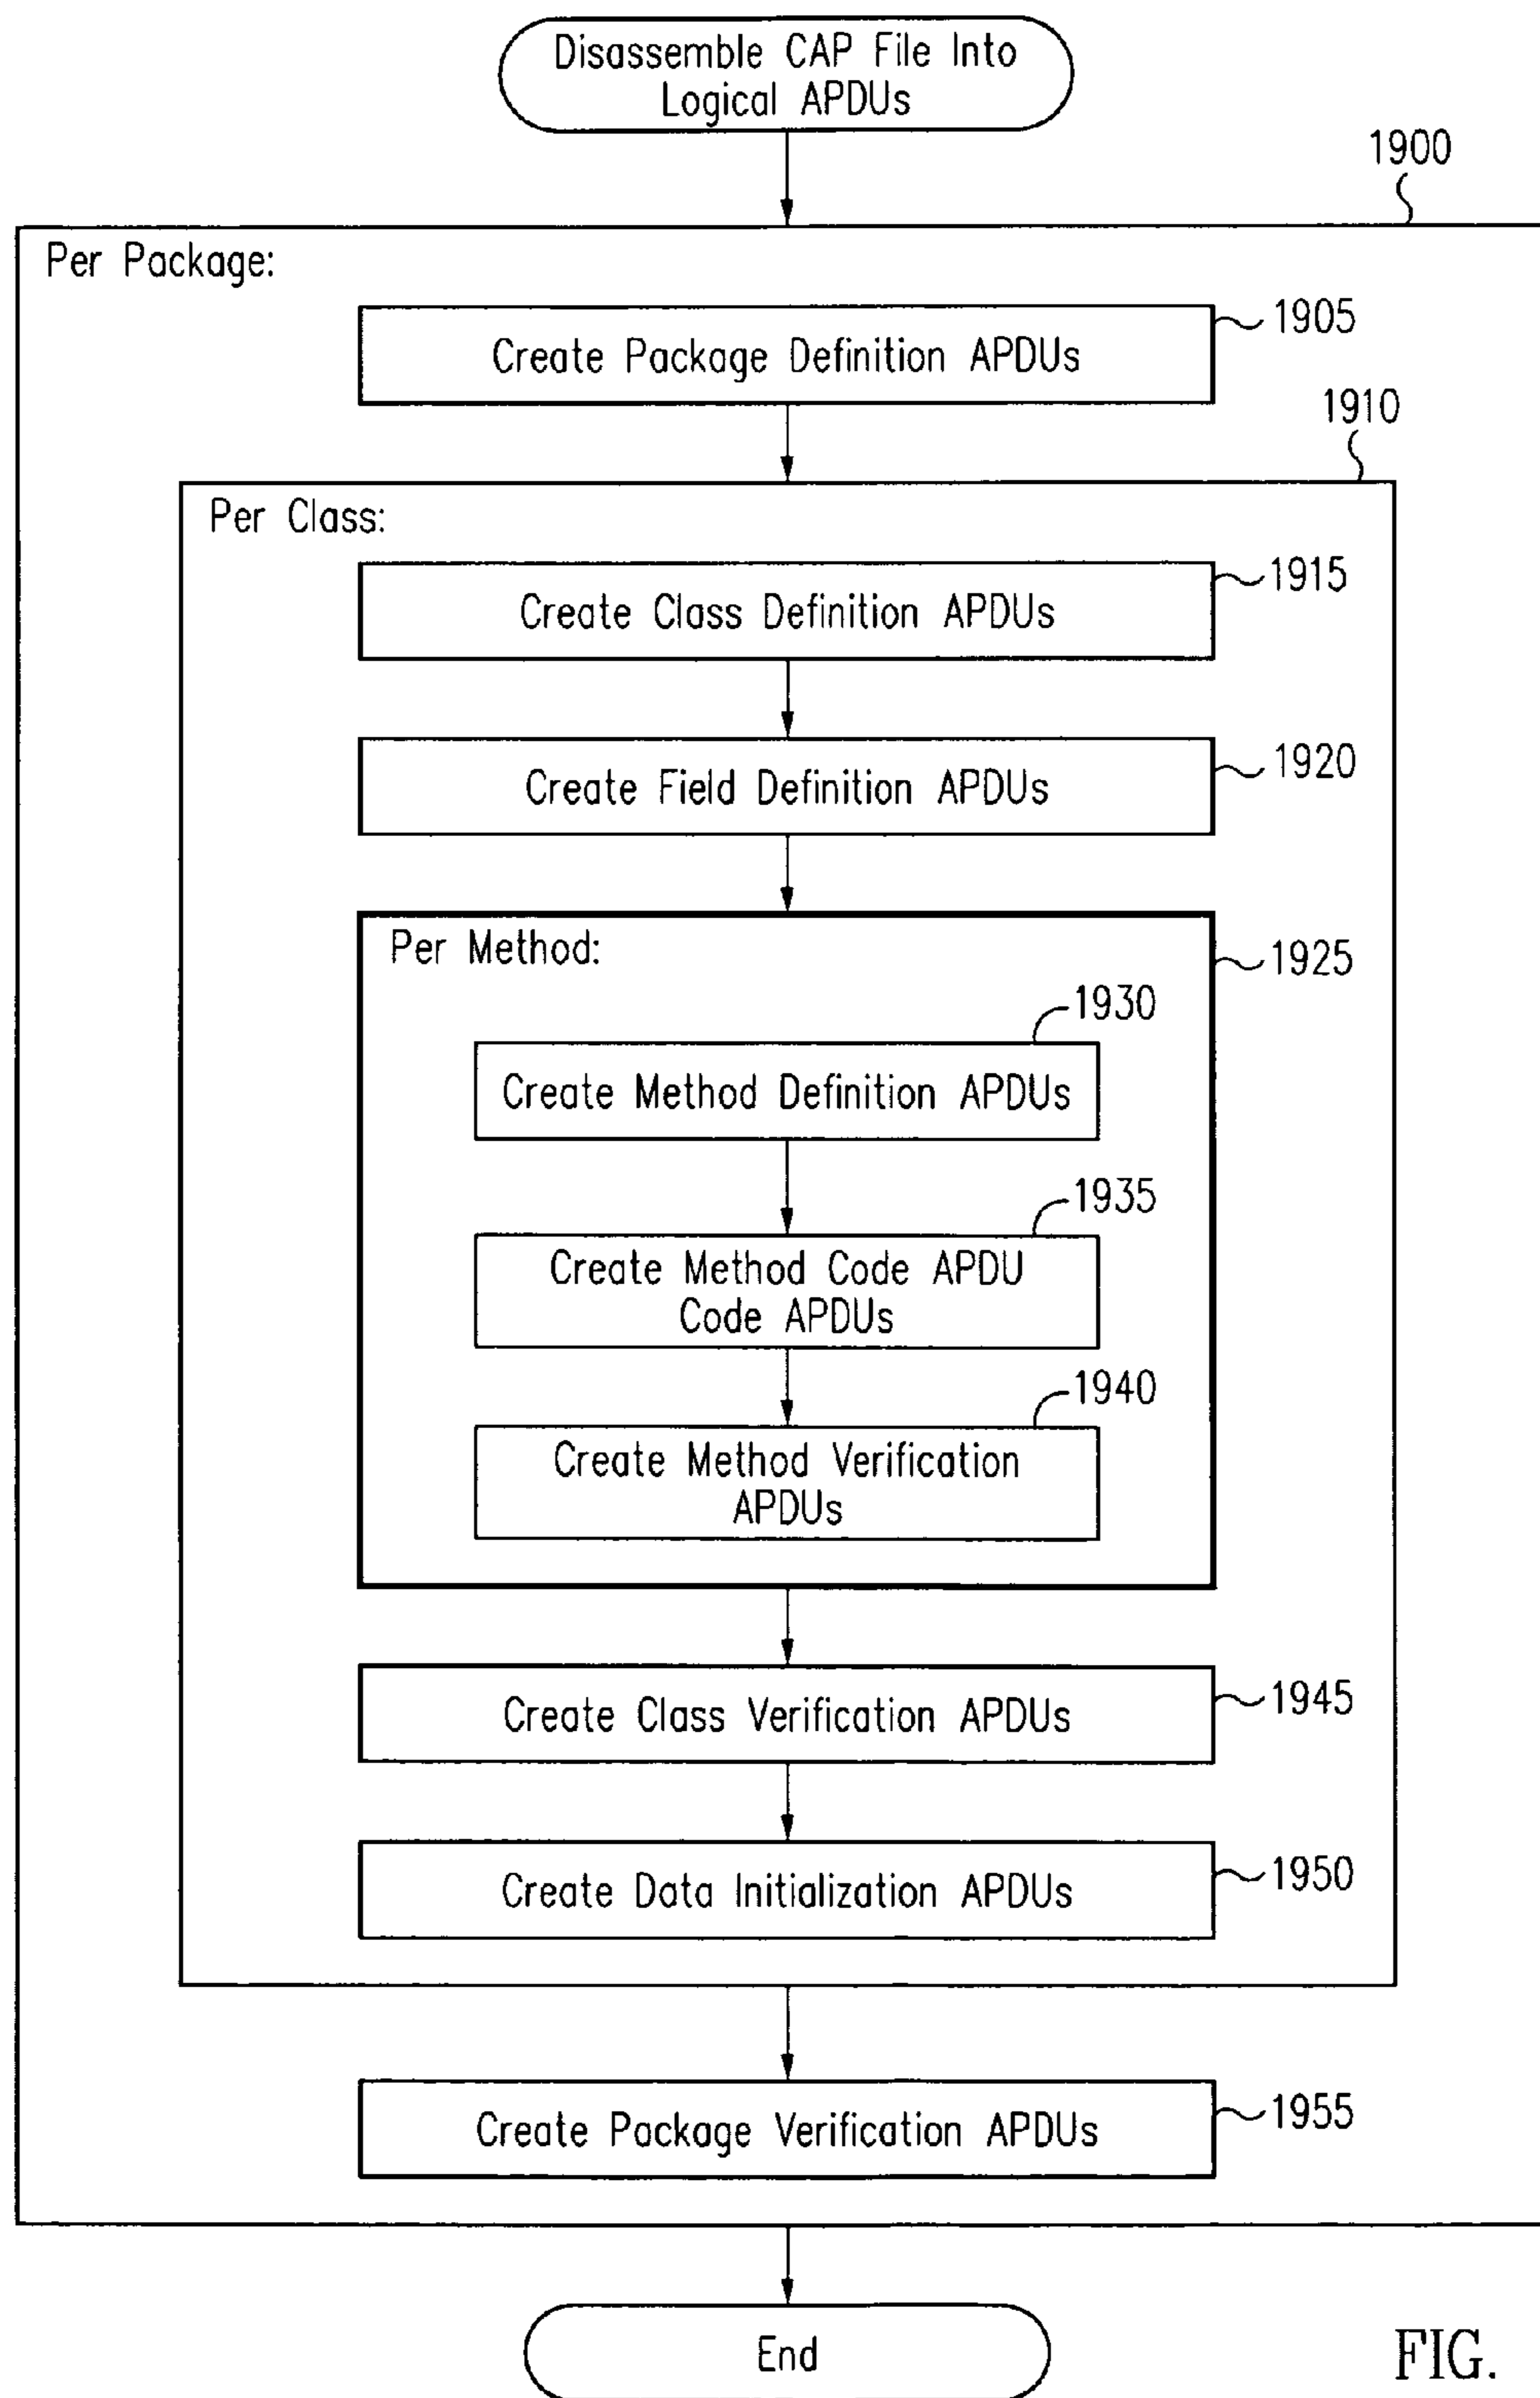 Disassemble CAP File Into
Logical APDUs
1900
Per Package:
1905
Create Package Definition APDUs
1910
Per Class:
1915
Create Class Definition APDUs
1920
Create Field Definition APDUs
Per Method:
1925
1930
Create Method Definition APDUs
1935
Create Method Code APDU
Code APDUs
1940
Create Method Verification
APDUs
1945
Create Class Verification APDUs
1950
Create Data Initialization APDUs
1955
Create Package Verification APDUs
End
FIG.